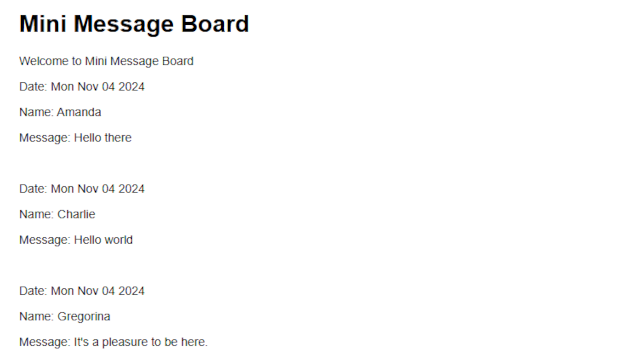 Mini Message Board
Welcome to Mini Message Board
Date: Mon Nov 04 2024
Name: Amanda
Message: Hello there
Date: Mon Nov 04 2024
Name: Charlie
Message: Hello world
Date: Mon Nov 04 2024
Name: Gregorina
Message: It's a pleasure to be here.